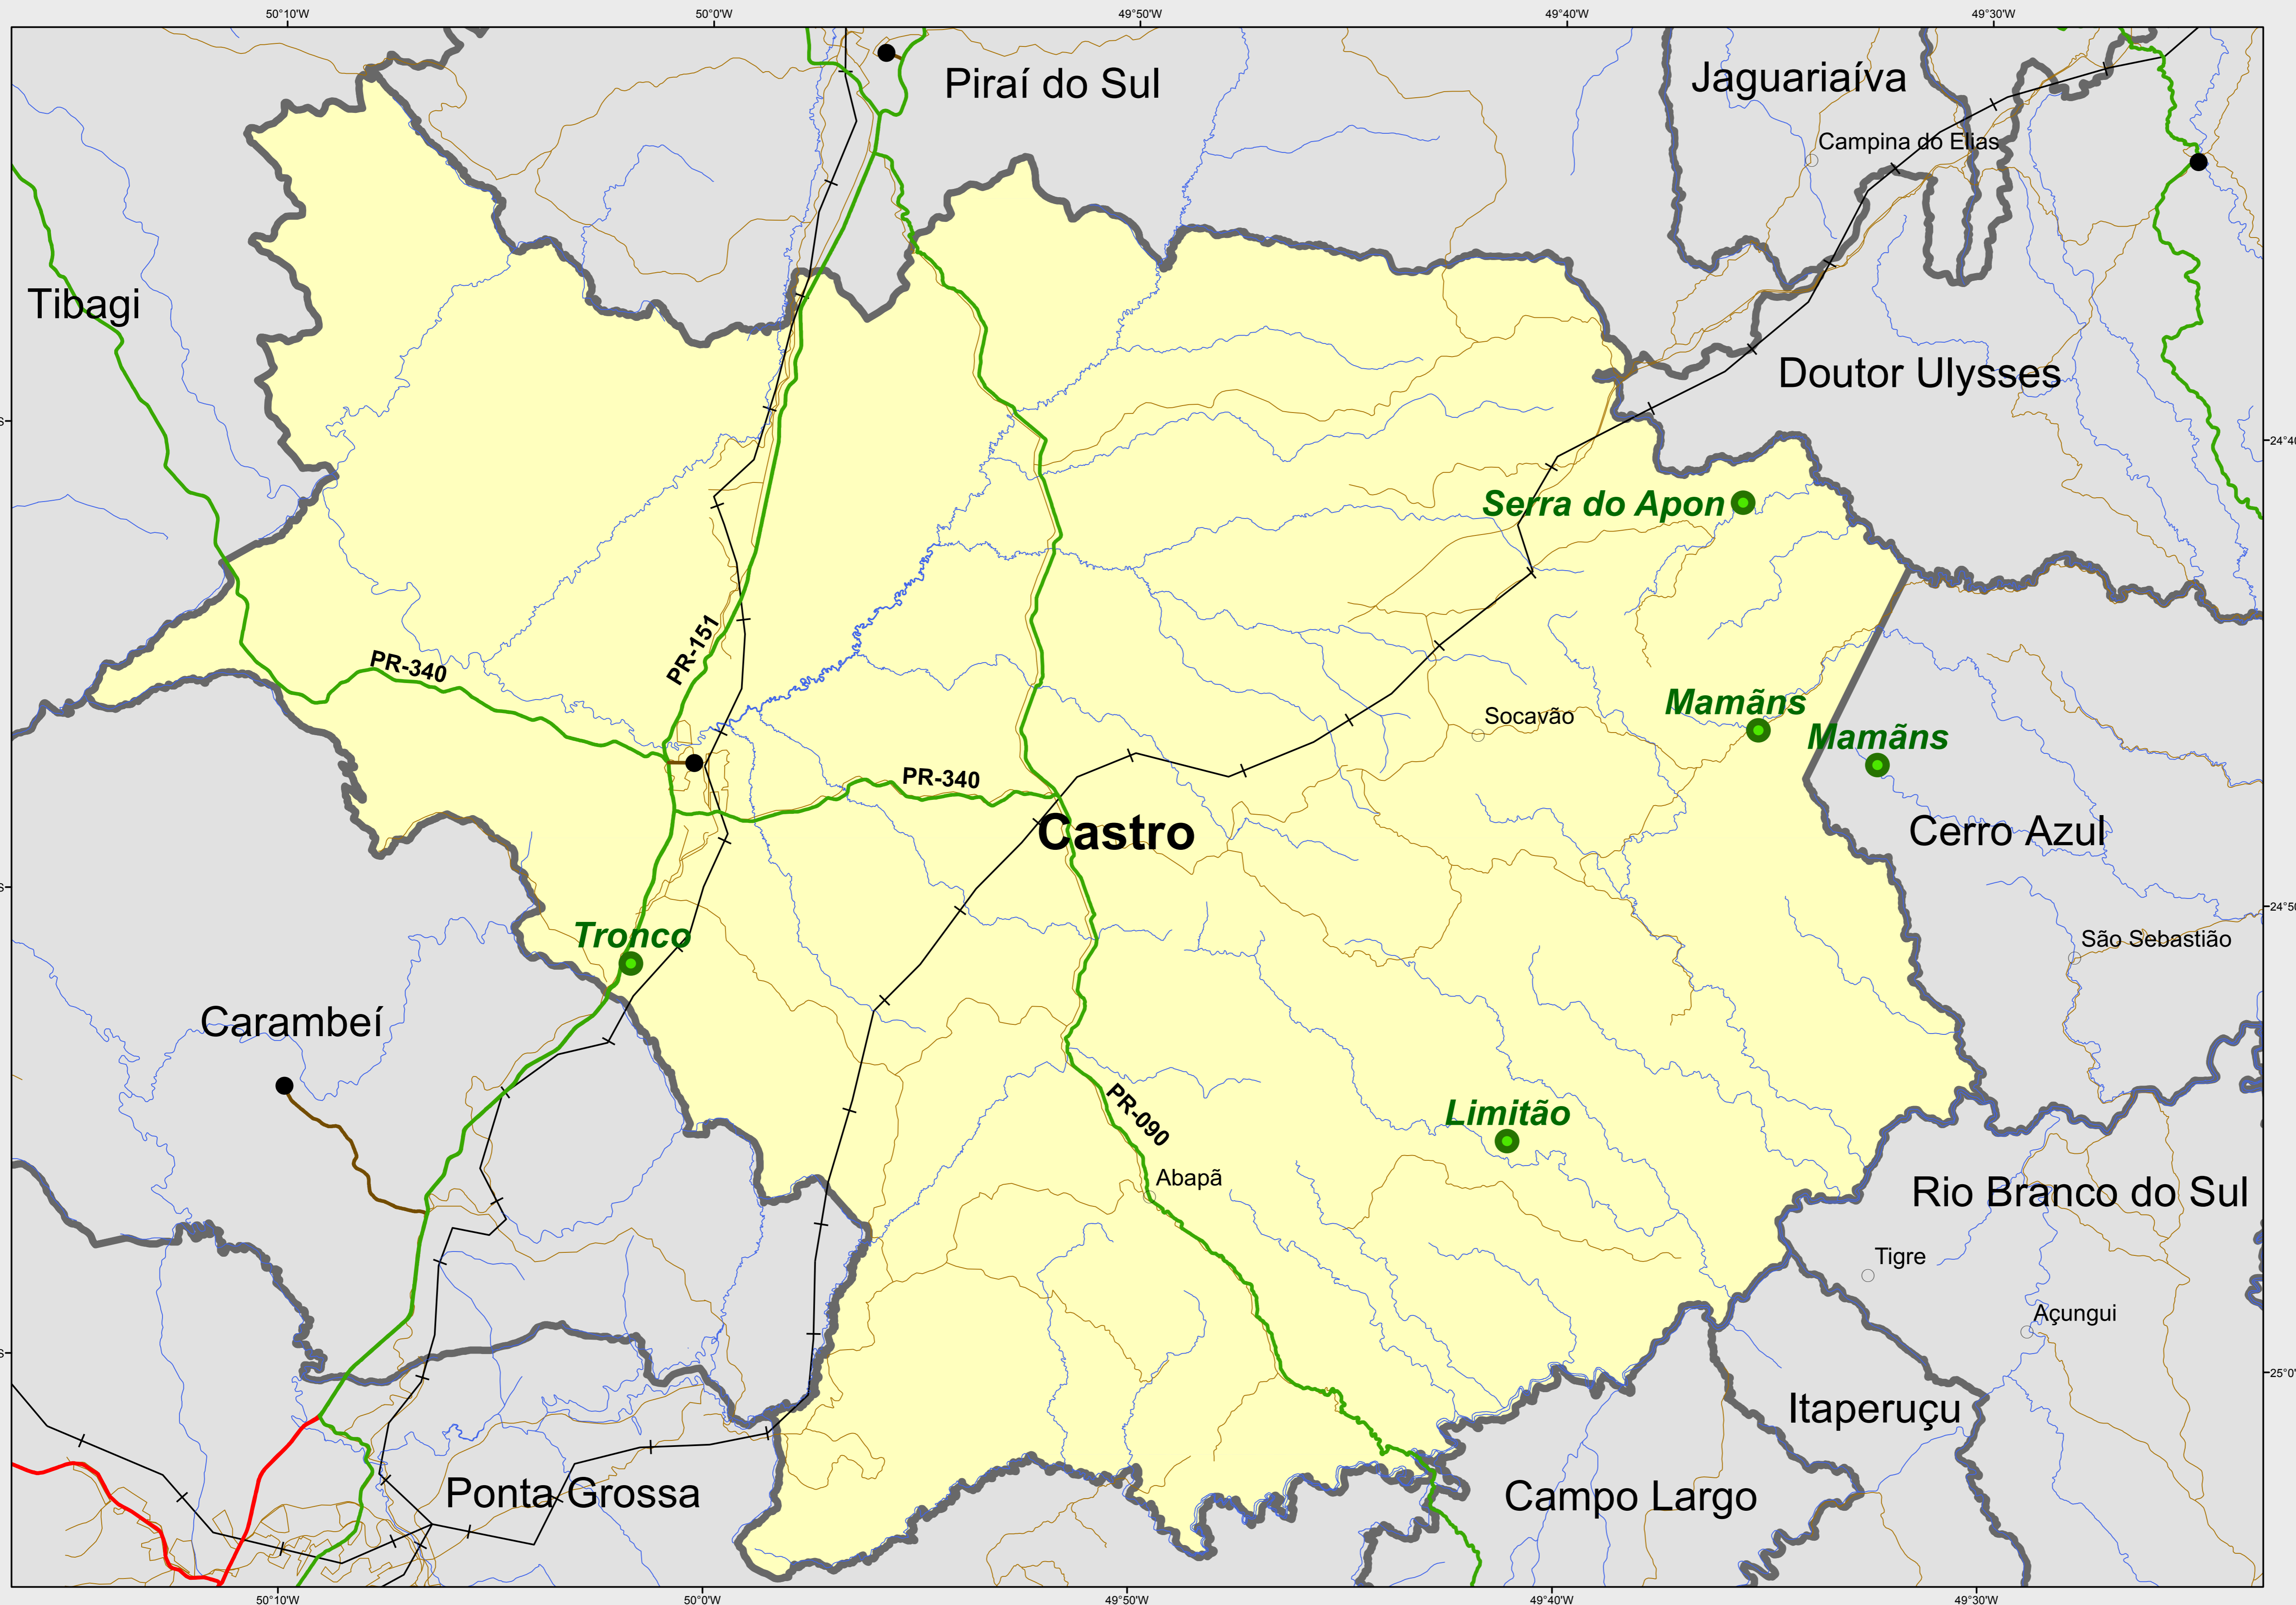 50°10'W
50°0'W
49°50'W
49°40'W
49°30'W
Piraí do Sul
Jaguariaíva
Campina do Elias
Tibagi
Doutor Ulysses
Serra do Apon
PR-151
PR-340
Mamãns
Socavão
Mamãns
PR-340
Castro
Cerro Azul
Tronco
São Sebastião
Carambeí
PR-090
Limitão
Abapã
Rio Branco do Sul
Tigre
Açungui
Itaperuçu
Ponta Grossa
Campo Largo
50°10'W
50°0'W
49°50'W
49°40'W
49°30'W